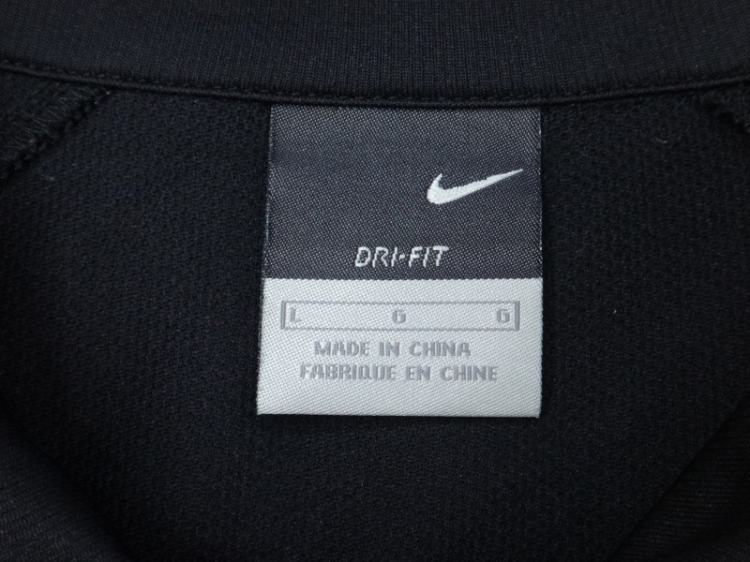 DRI-FIT
L G G
MADE IN CHINA
FABRIQUE EN CHINE